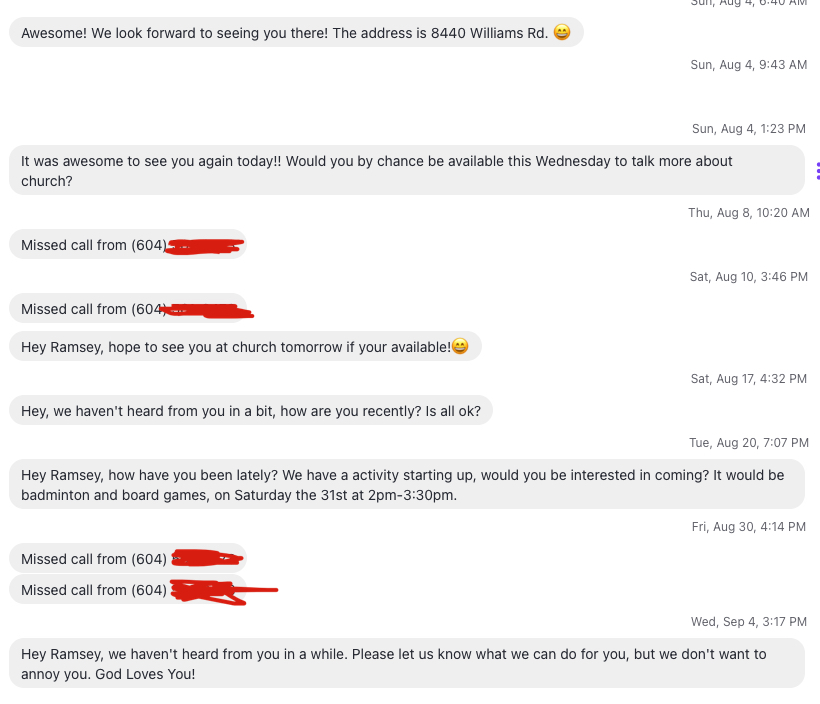 Sun, Aug 4, 6:40 AM
Awesome! We look forward to seeing you there! The address is 8440 Williams Rd. 😄
Sun, Aug 4, 9:43 AM
Sun, Aug 4, 1:23 PM
It was awesome to see you again today!! Would you by chance be available this Wednesday to talk more about
church?
Thu, Aug 8, 10:20 AM
Missed call from (604)
Sat, Aug 10, 3:46 PM
Missed call from (604)
Hey Ramsey, hope to see you at church tomorrow if your available!😄
Sat, Aug 17, 4:32 PM
Hey, we haven't heard from you in a bit, how are you recently? Is all ok?
Tue, Aug 20, 7:07 PM
Hey Ramsey, how have you been lately? We have a activity starting up, would you be interested in coming? It would be
badminton and board games, on Saturday the 31st at 2pm-3:30pm.
Fri, Aug 30, 4:14 PM
Missed call from (604)
Missed call from (604)
Wed, Sep 4, 3:17 PM
Hey Ramsey, we haven't heard from you in a while. Please let us know what we can do for you, but we don't want to
annoy you. God Loves You!